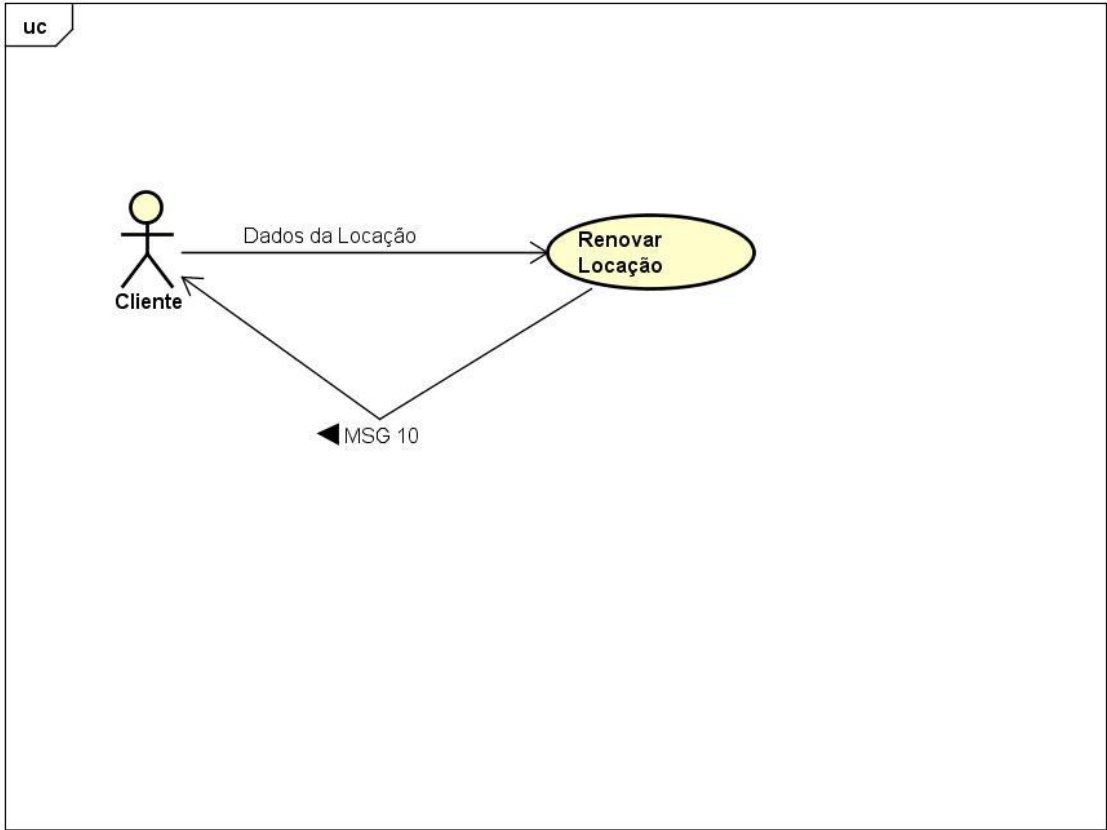 uc
Dados da Locação
Renovar
Locação
Cliente
MSG 10